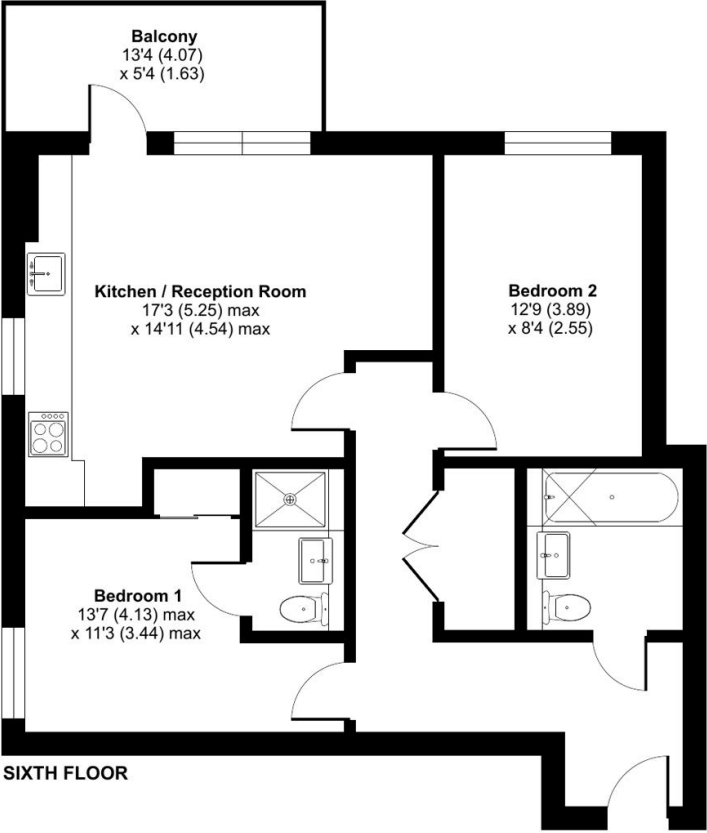 Balcony
13'4 (4.07)
x 5'4 (1.63)
Kitchen / Reception Room
17'3 (5.25) max
x 14'11 (4.54) max
Bedroom 2
12'9 (3.89)
x 8'4 (2.55)
Bedroom 1
13'7 (4.13) max
x 11'3 (3.44) max
SIXTH FLOOR